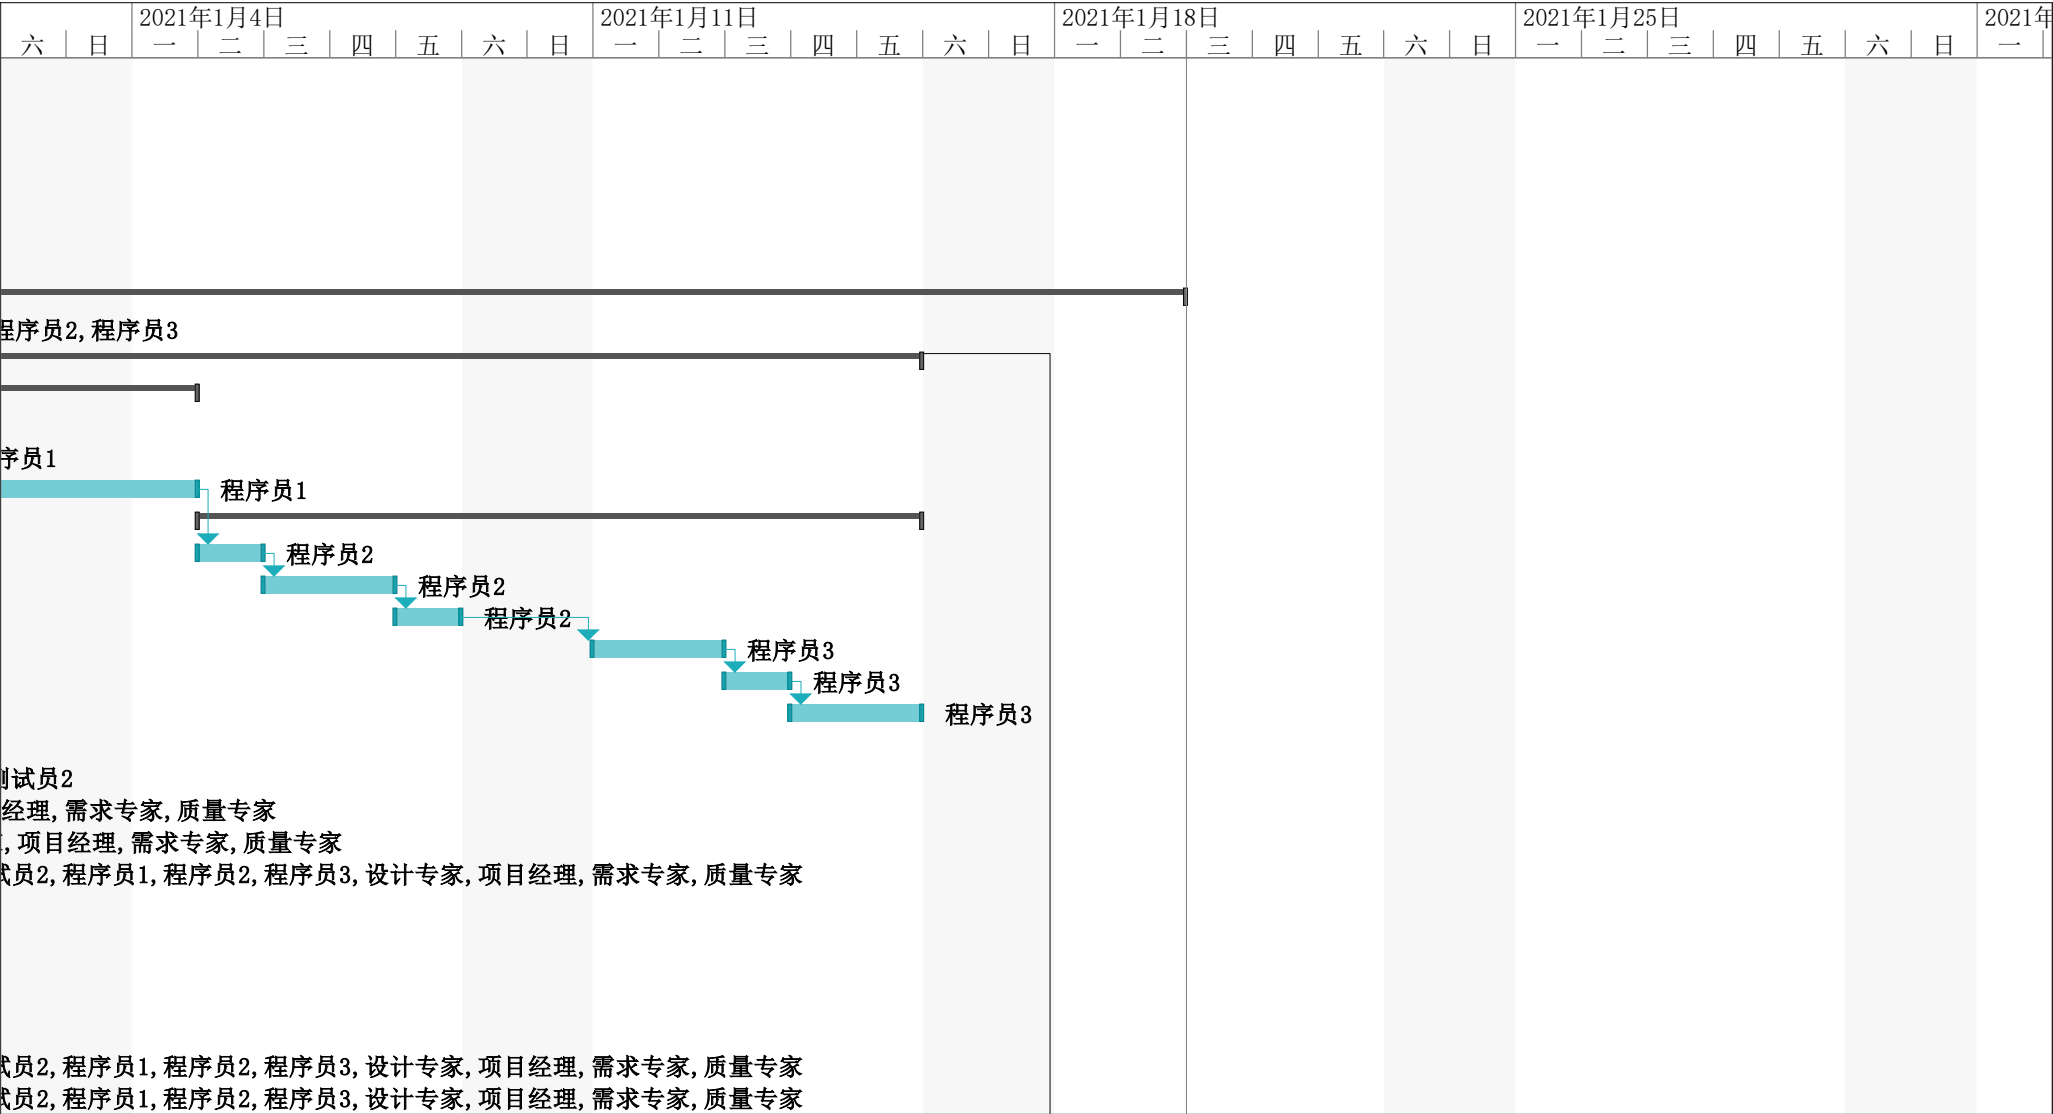 2021年1月4日 2021年1月11日 2021年1月18日 2021年1月25日 2021年
六 日 一 二 三 四 五 六 日 一 二 三 四 五 六 日 一 二 三 四 五 六 日 一 二 三 四 五 六 日 一
程序员2,程序员3
序员1
程序员1
程序员2
程序员2
程序员2
程序员3
程序员3
程序员3
测试员2
经理,需求专家,质量专家
,项目经理,需求专家,质量专家
试员2,程序员1,程序员2,程序员3,设计专家,项目经理,需求专家,质量专家
试员2,程序员1,程序员2,程序员3,设计专家,项目经理,需求专家,质量专家
试员2,程序员1,程序员2,程序员3,设计专家,项目经理,需求专家,质量专家